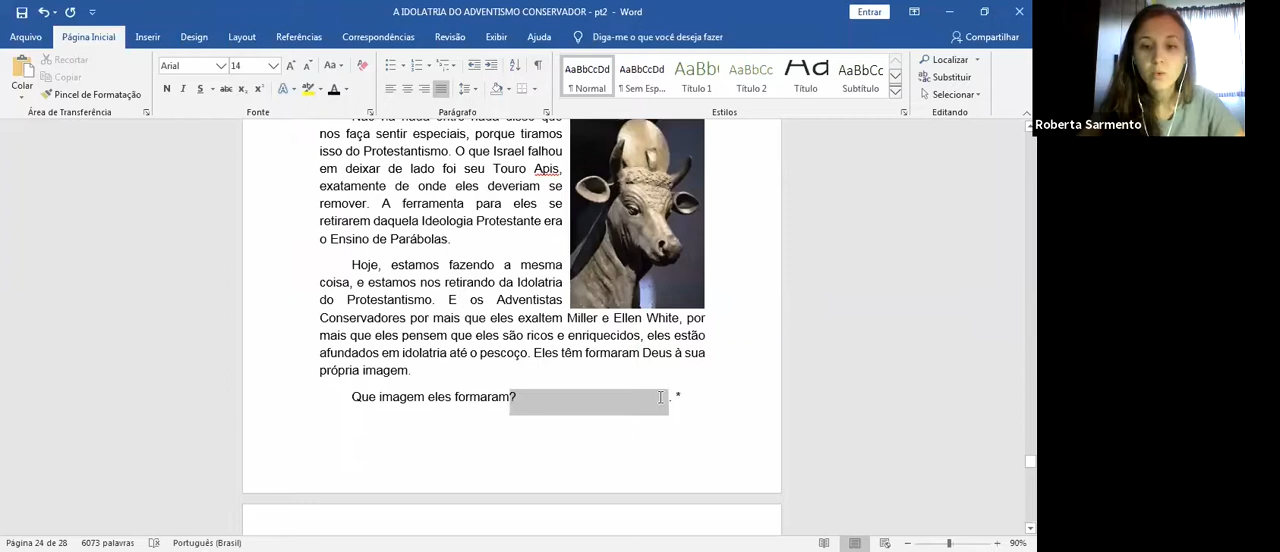 A IDOLATRIA DO ADVENTISMO CONSERVADOR - pt2 - Word
Entrar
Arquivo Página Inicial Inserir Design Layout Referências Correspondências Revisão Exibir Ajuda Diga-me o que você deseja fazer Compartilhar
Colar
Recortar
Copiar
Pincel de Formatação
Área de Transferência
Arial 14 Aa
N I S abc x₂ x² A A
Fonte
Parágrafo
AaBbCcDd AaBbCcDd AaBbC AaBbCc AaB AaBbCc
¶ Normal ¶ Sem Esp... Título 1 Título 2 Título Subtítulo
Estilos
Localizar
Substituir
Selecionar
Editando
Roberta Sarmento
nos faça sentir especiais, porque tiramos
isso do Protestantismo. O que Israel falhou
em deixar de lado foi seu Touro Apis,
exatamente de onde eles deveriam se
remover. A ferramenta para eles se
retirarem daquela Ideologia Protestante era
o Ensino de Parábolas.
Hoje, estamos fazendo a mesma
coisa, e estamos nos retirando da Idolatria
do Protestantismo. E os Adventistas
Conservadores por mais que eles exaltem Miller e Ellen White, por
mais que eles pensem que eles são ricos e enriquecidos, eles estão
afundados em idolatria até o pescoço. Eles têm formaram Deus à sua
própria imagem.
Que imagem eles formaram? . *
Página 24 de 28 6073 palavras Português (Brasil) 90%